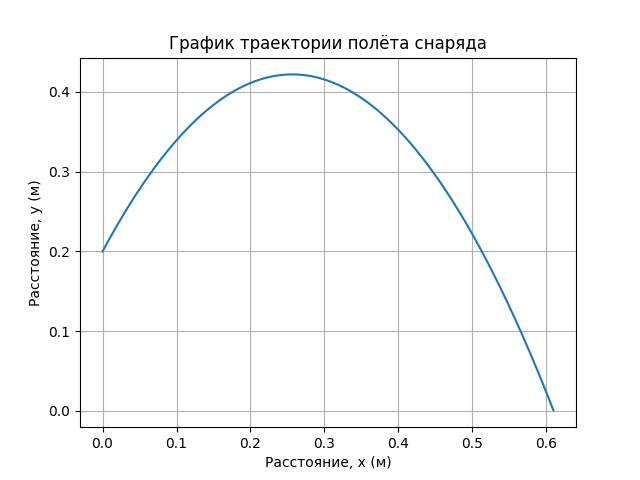 График траектории полёта снаряда
0.4
0.3
0.2
0.1
0.0
Расстояние, y (м)
0.0 0.1 0.2 0.3 0.4 0.5 0.6
Расстояние, x (м)